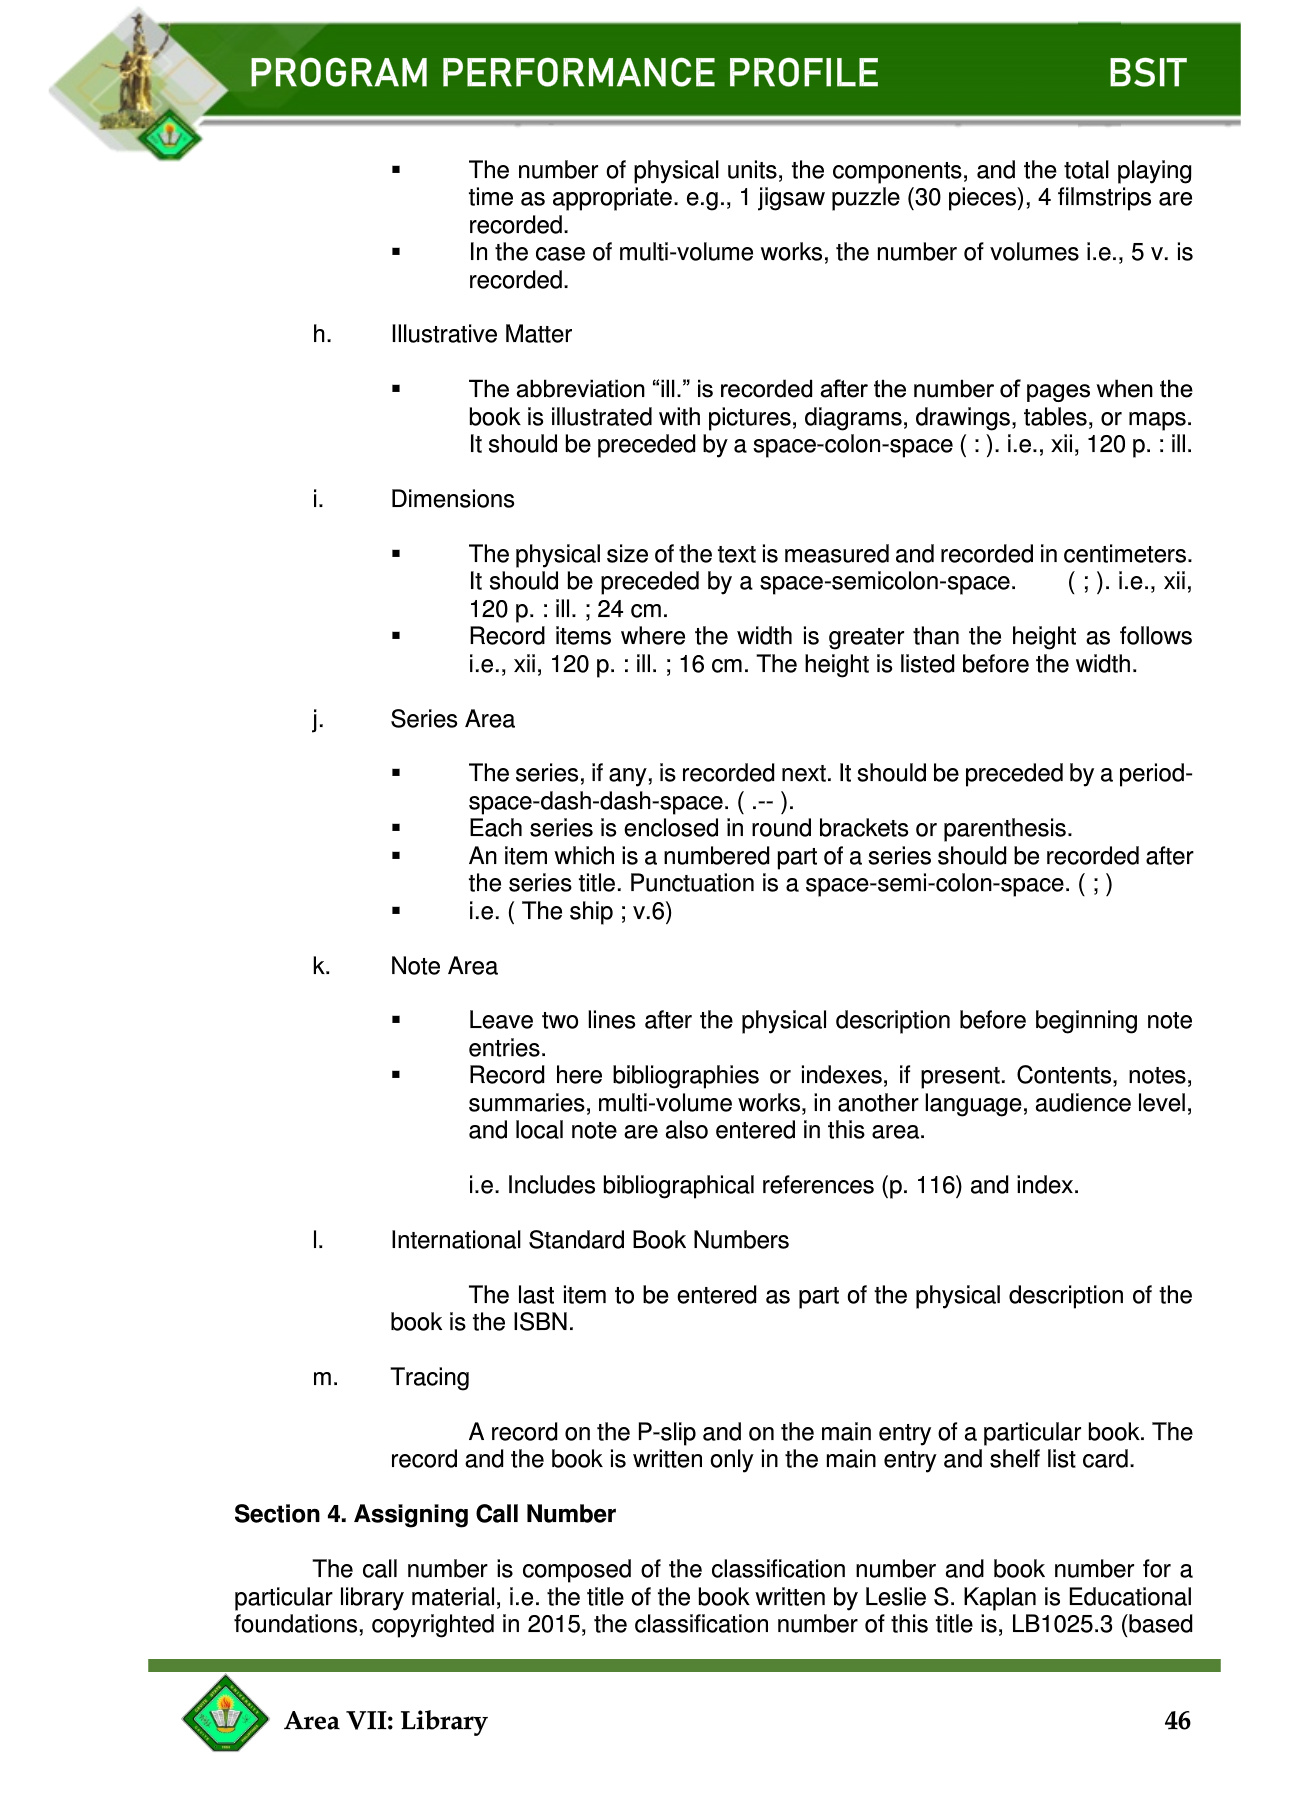 PROGRAM PERFORMANCE PROFILE BSIT
▪ The number of physical units, the components, and the total playing
time as appropriate. e.g., 1 jigsaw puzzle (30 pieces), 4 filmstrips are
recorded.
▪ In the case of multi-volume works, the number of volumes i.e., 5 v. is
recorded.
h. Illustrative Matter
▪ The abbreviation “ill.” is recorded after the number of pages when the
book is illustrated with pictures, diagrams, drawings, tables, or maps.
It should be preceded by a space-colon-space ( : ). i.e., xii, 120 p. : ill.
i. Dimensions
▪ The physical size of the text is measured and recorded in centimeters.
It should be preceded by a space-semicolon-space. ( ; ). i.e., xii,
120 p. : ill. ; 24 cm.
▪ Record items where the width is greater than the height as follows
i.e., xii, 120 p. : ill. ; 16 cm. The height is listed before the width.
j. Series Area
▪ The series, if any, is recorded next. It should be preceded by a period-
space-dash-dash-space. ( .-- ).
▪ Each series is enclosed in round brackets or parenthesis.
▪ An item which is a numbered part of a series should be recorded after
the series title. Punctuation is a space-semi-colon-space. ( ; )
▪ i.e. ( The ship ; v.6)
k. Note Area
▪ Leave two lines after the physical description before beginning note
entries.
▪ Record here bibliographies or indexes, if present. Contents, notes,
summaries, multi-volume works, in another language, audience level,
and local note are also entered in this area.
i.e. Includes bibliographical references (p. 116) and index.
l. International Standard Book Numbers
The last item to be entered as part of the physical description of the
book is the ISBN.
m. Tracing
A record on the P-slip and on the main entry of a particular book. The
record and the book is written only in the main entry and shelf list card.
Section 4. Assigning Call Number
The call number is composed of the classification number and book number for a
particular library material, i.e. the title of the book written by Leslie S. Kaplan is Educational
foundations, copyrighted in 2015, the classification number of this title is, LB1025.3 (based
Area VII: Library 46